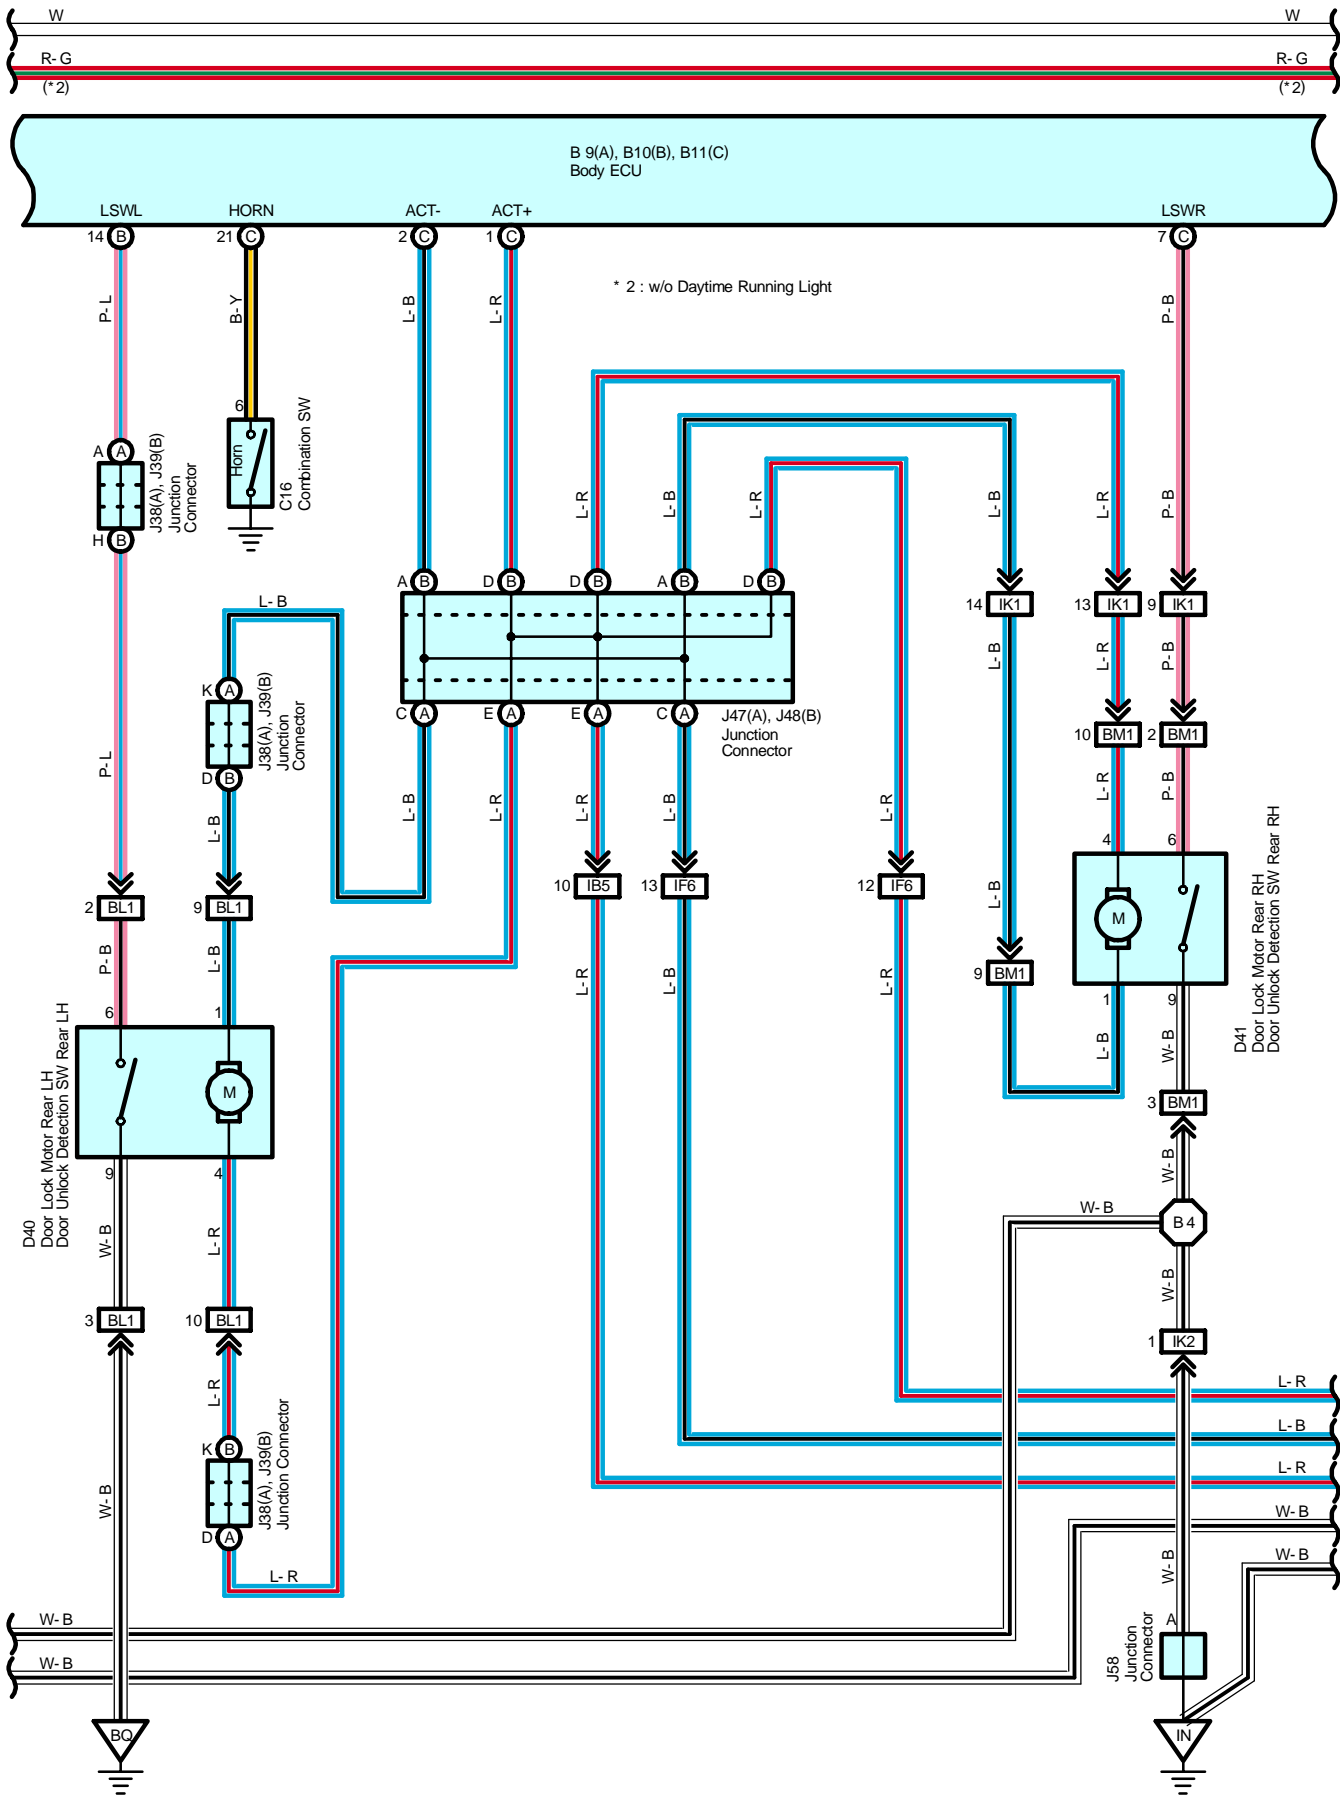 W W
R-G R-G
(*2) (*2)
B 9(A), B10(B), B11(C)
Body ECU
LSWL HORN ACT- ACT+ LSWR
14 B 21 C 2 C 1 C 7 C
* 2 : w/o Daytime Running Light
P-L B-Y L-B L-R P-B
6
Horn
C16
Combination SW
A A
J38(A), J39(B)
Junction
Connector
H B
L-R L-B L-R L-B L-R P-B
A B D B D B A B D B
14 IK1 13 IK1 9 IK1
L-B
L-B L-R P-B
K A
J38(A), J39(B)
Junction
Connector
D B
C A E A E A C A
J47(A), J48(B)
Junction
Connector
10 BM1 2 BM1
P-L L-B L-B L-R L-R L-B L-R L-R P-B
4 6
D41
Door Lock Motor Rear RH
Door Unlock Detection SW Rear RH
M
10 IB5 13 IF6 12 IF6
2 BL1 9 BL1
L-B
P-B L-B L-R L-B L-R
9 BM1
1 9
L-B W-B
6 1
D40
Door Lock Motor Rear LH
Door Unlock Detection SW Rear LH
M
3 BM1
9 4
W-B
W-B L-R
W-B
B 4
W-B
3 BL1 10 BL1
1 IK2
L-R
L-R
L-B
L-R
K B
J38(A), J39(B)
Junction Connector
D A
W-B
W-B
W-B
W-B
L-R
W-B
W-B
A
J58
Junction
Connector
BQ IN